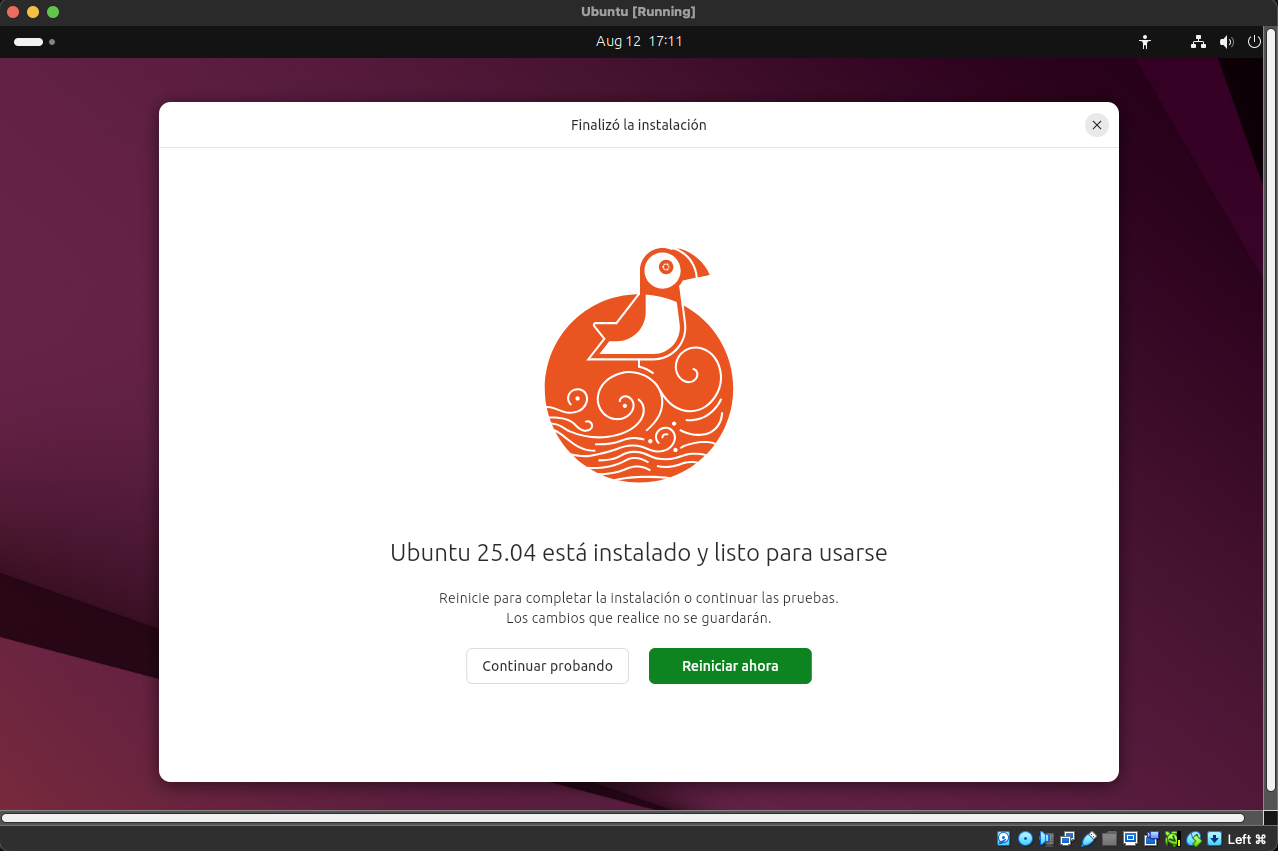 Ubuntu [Running]
Aug 12 17:11
Finalizó la instalación
Ubuntu 25.04 está instalado y listo para usarse
Reinicie para completar la instalación o continuar las pruebas.
Los cambios que realice no se guardarán.
Continuar probando
Reiniciar ahora
Left ⌘